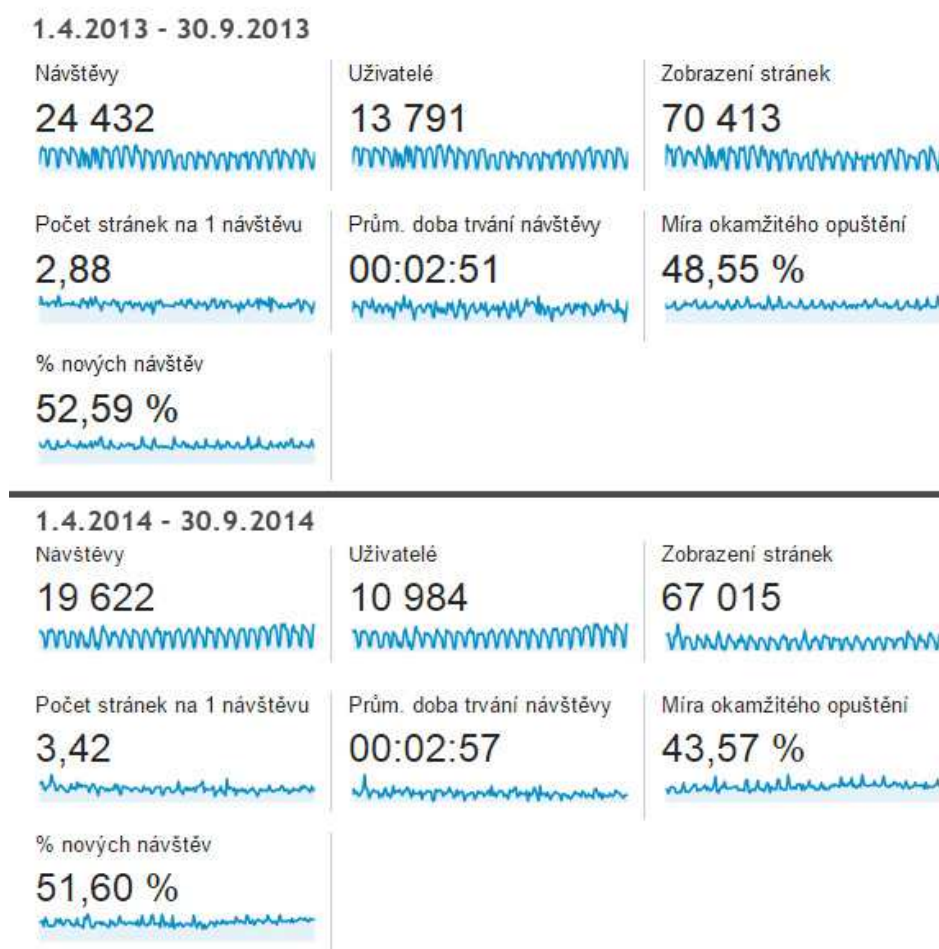 1.4.2013 - 30.9.2013
Návštěvy Uživatelé Zobrazení stránek
24 432 13 791 70 413
Počet stránek na 1 návštěvu Prům. doba trvání návštěvy Míra okamžitého opuštění
2,88 00:02:51 48,55 %
% nových návštěv
52,59 %
1.4.2014 - 30.9.2014
Návštěvy Uživatelé Zobrazení stránek
19 622 10 984 67 015
Počet stránek na 1 návštěvu Prům. doba trvání návštěvy Míra okamžitého opuštění
3,42 00:02:57 43,57 %
% nových návštěv
51,60 %